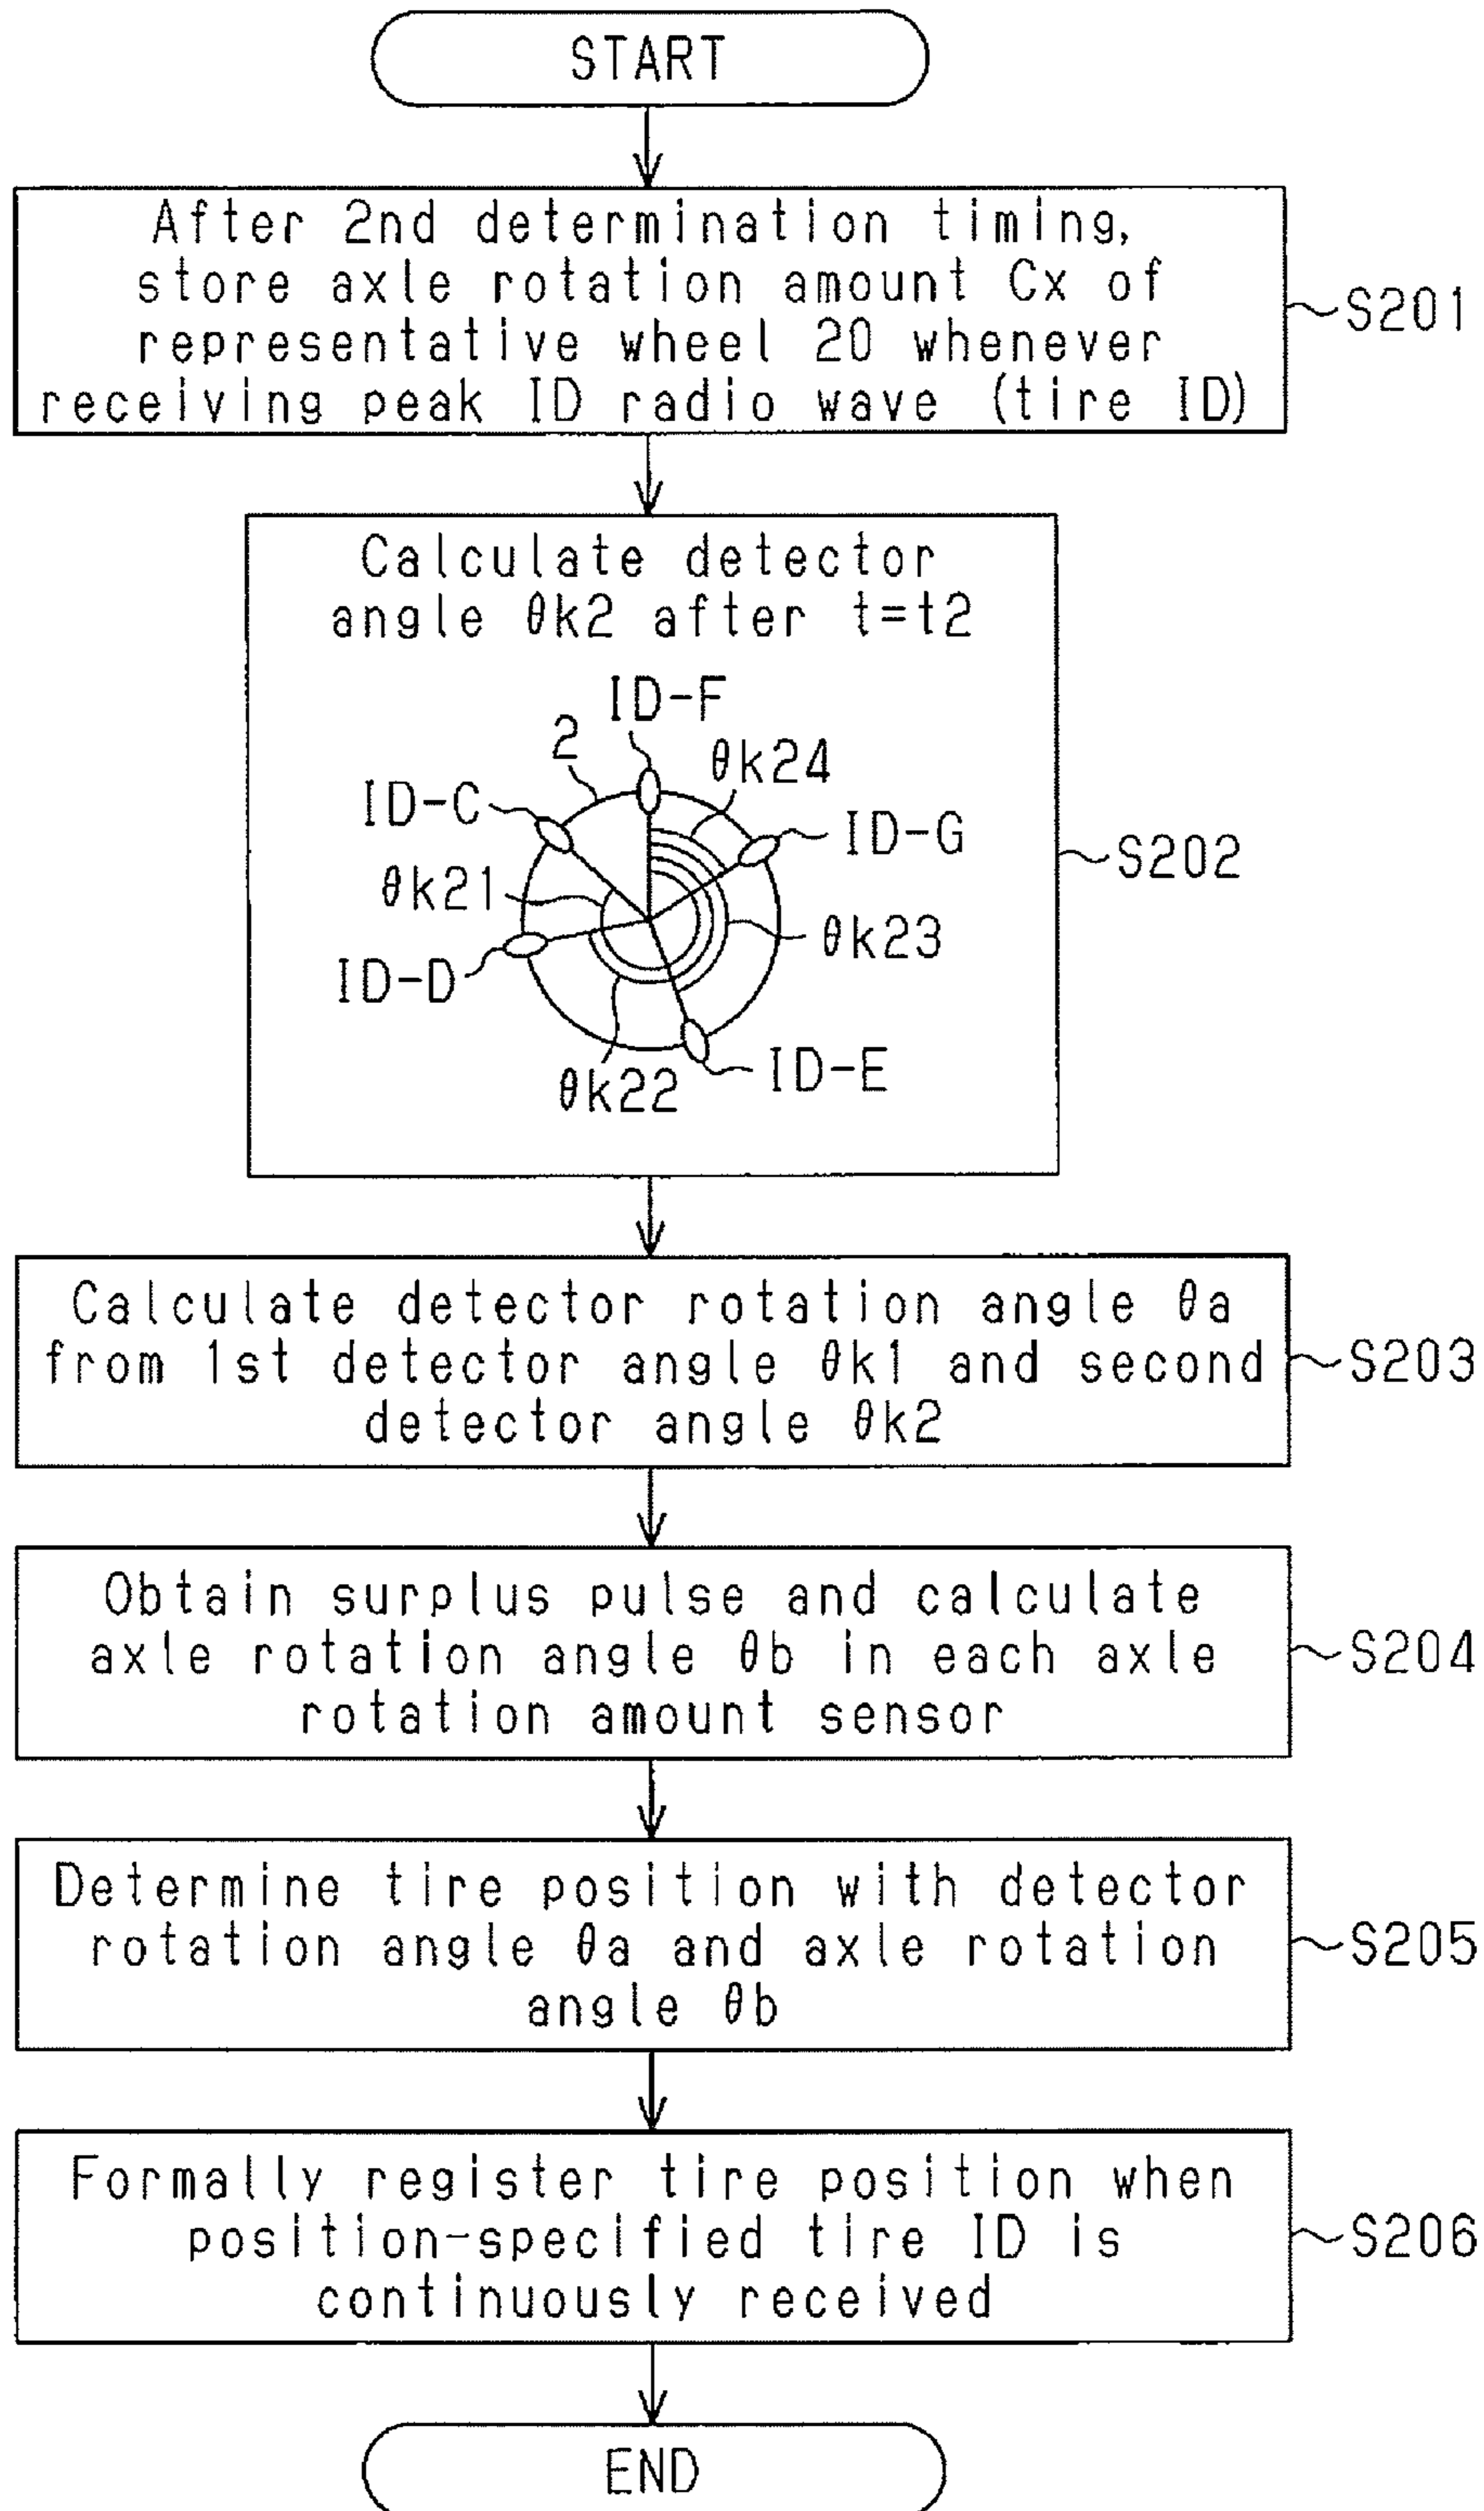 START
After 2nd determination timing,
store axle rotation amount Cx of
representative wheel 20 whenever
receiving peak ID radio wave (tire ID)
S201
Calculate detector
angle θk2 after t=t2
ID-F
2
θk24
ID-C
ID-G
θk21
θk23
ID-D
ID-E
θk22
S202
Calculate detector rotation angle θa
from 1st detector angle θk1 and second
detector angle θk2
S203
Obtain surplus pulse and calculate
axle rotation angle θb in each axle
rotation amount sensor
S204
Determine tire position with detector
rotation angle θa and axle rotation
angle θb
S205
Formally register tire position when
position-specified tire ID is
continuously received
S206
END